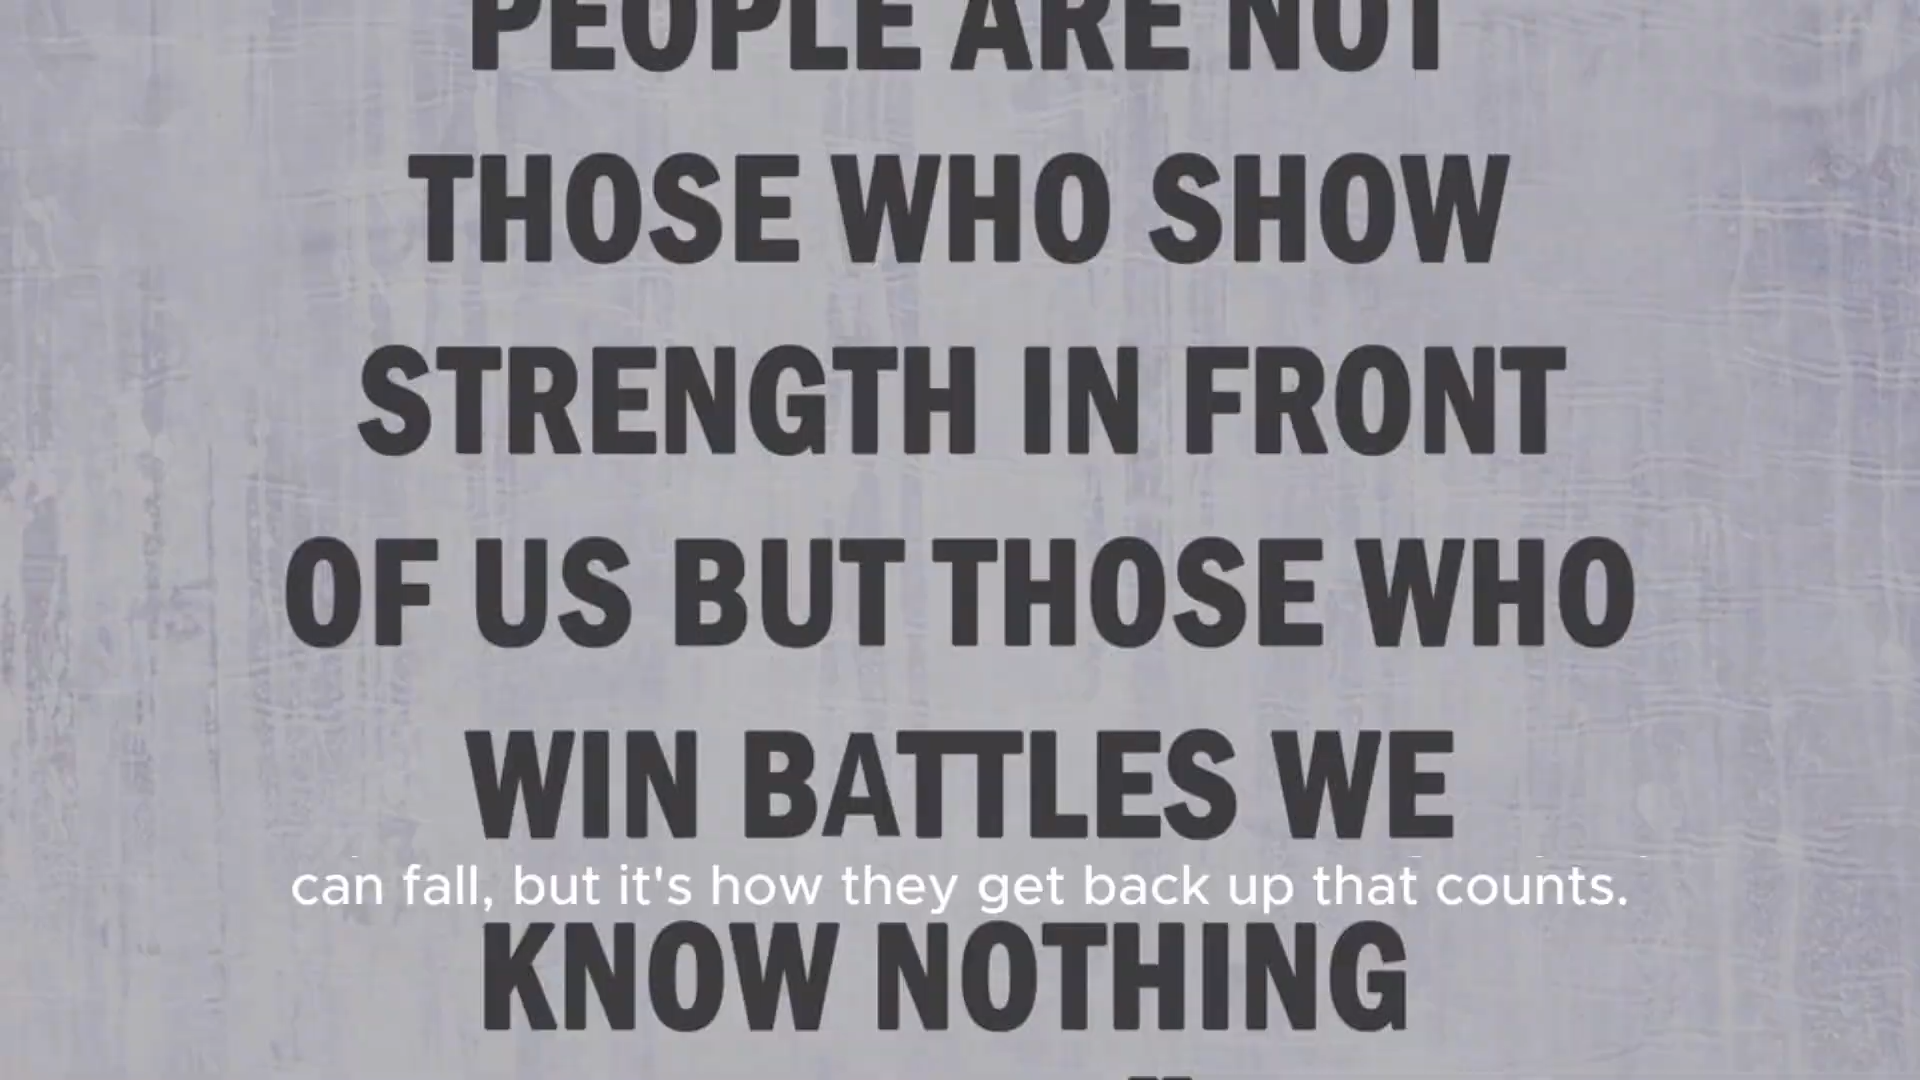 PEOPLE ARE NOT
THOSE WHO SHOW
STRENGTH IN FRONT
OF US BUT THOSE WHO
WIN BATTLES WE
can fall, but it's how they get back up that counts.
KNOW NOTHING